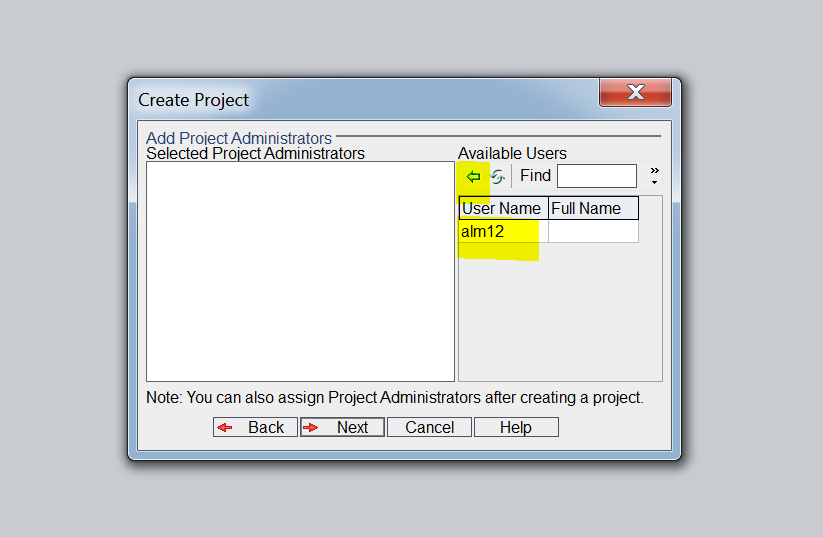 Create Project
Add Project Administrators
Selected Project Administrators
Available Users
Find
User Name Full Name
alm12
Note: You can also assign Project Administrators after creating a project.
Back Next Cancel Help